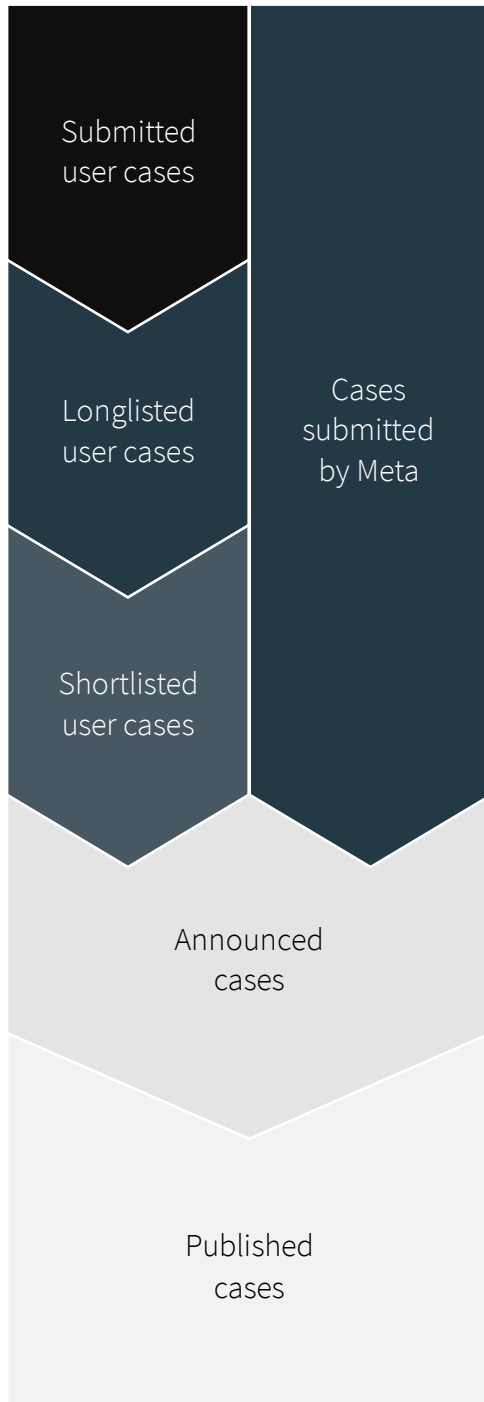 Submitted
user cases
Longlisted
user cases
Cases
submitted
by Meta
Shortlisted
user cases
Announced
cases
Published
cases